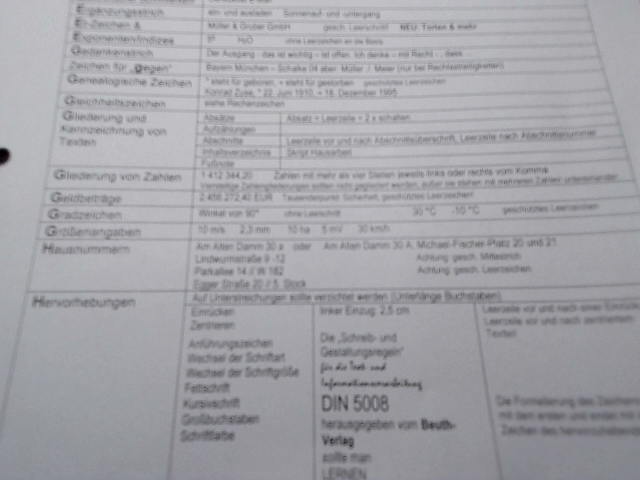 Ergänzungsstrich ein- und ausladen Sonnenauf- und -untergang
Et-Zeichen & Müller & Gruber GmbH gesch. Leerschritt NEU: Torten & mehr
Exponenten/Indizes H₂O ohne Leerzeichen an die Basis
Gedankenstrich Der Ausgang - das ist wichtig – ist offen. Ich denke – mit Recht - , dass ...
Zeichen für „gegen" Bayern München – Schalke 04 aber: Müller ./. Meier (nur bei Rechtsstreitigkeiten)
Genealogische Zeichen * steht für geboren, + steht für gestorben geschütztes Leerzeichen
Konrad Zuse, * 22. Juni 1910, + 18. Dezember 1995
Gleichheitszeichen siehe Rechenzeichen
Gliederung und Absätze Absatz = Leerzeile = 2 x schalten
Kennzeichnung von Aufzählungen
Texten Abschnitte Leerzeile vor und nach Abschnittsüberschrift, Leerzeile nach Abschnittsnummer
Inhaltsverzeichnis Skript Hausarbeit
Fußnote
Gliederung von Zahlen 1 412 344,20 Zahlen mit mehr als vier Stellen jeweils links oder rechts vom Komma
Vierstellige Zahlengliederungen sollten nicht gegliedert werden, außer sie stehen mit mehreren Zahlen untereinander
Geldbeträge 2.456.272,40 EUR Tausenderpunkt Sicherheit, geschütztes Leerzeichen
Gradzeichen Winkel von 90° ohne Leerschritt 30 °C -10 °C geschütztes Leerzeichen
Größenangaben 10 m/s 2,3 mm 10 ha 5 mV 30 km/h
Hausnummern Am Alten Damm 30 a oder Am Alten Damm 30 A, Michael-Fischer-Platz 20 und 21
Lindwurmstraße 9 -12 Achtung: gesch. Mittestrich
Parkallee 14 // W 182 Achtung: gesch. Leerzeichen
Egger Straße 20 // 5. Stock
Hervorhebungen Auf Unterstreichungen sollte verzichtet werden (Unterlänge Buchstaben)
Einrücken linker Einzug: 2,5 cm Leerzeile vor und nach einer
Zentrieren Leerzeile vor und nach zentriertem
Textteil
Anführungszeichen Die „Schreib- und
Wechsel der Schriftart Gestaltungsregeln"
Wechsel der Schriftgröße für die Text- und
Fettschrift Informationsverarbeitung
Kursivschrift DIN 5008 Die Formatierung des Zeichens
Großbuchstaben herausgegeben vom Beuth- mit dem ersten und endet mit
Schriftfarbe Verlag Zeichen der
sollte man
LERNEN